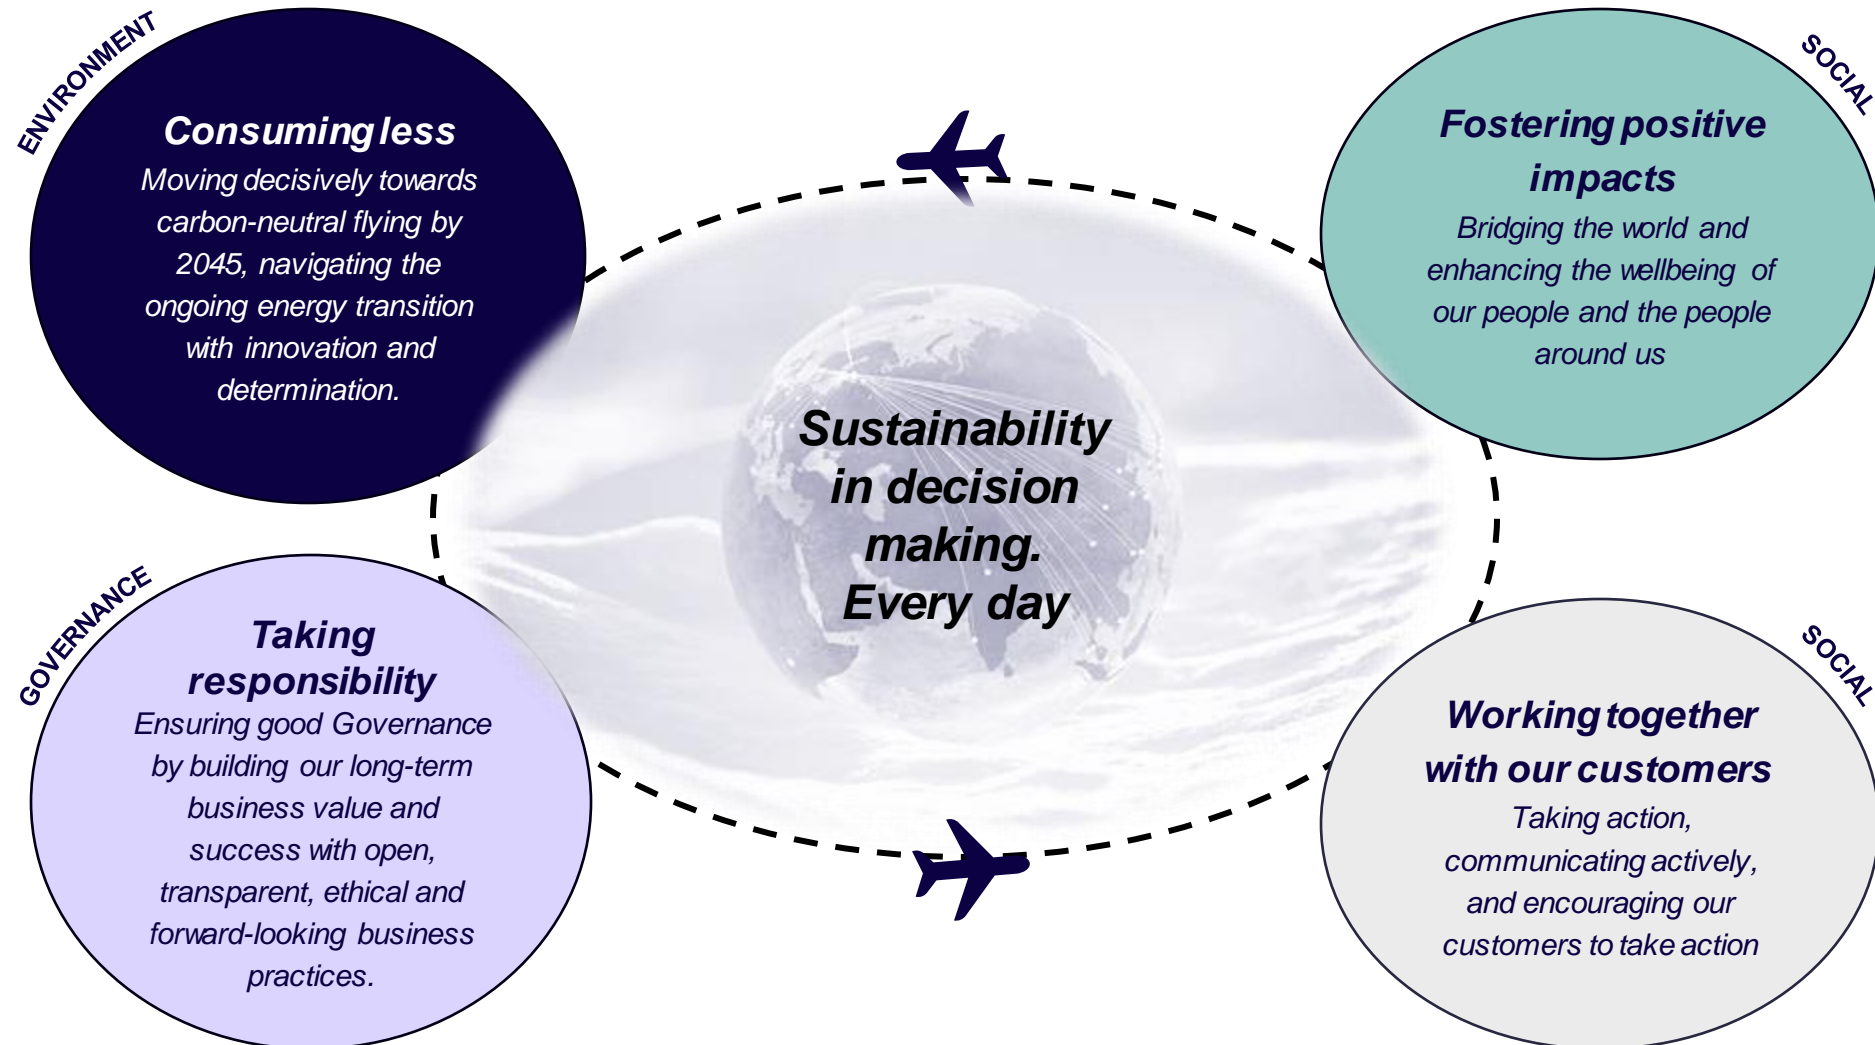 ENVIRONMENT
Consuming less
Moving decisively towards
carbon-neutral flying by
2045, navigating the
ongoing energy transition
with innovation and
determination.
SOCIAL
Fostering positive
impacts
Bridging the world and
enhancing the wellbeing of
our people and the people
around us
Sustainability
in decision
making.
Every day
GOVERNANCE
Taking
responsibility
Ensuring good Governance
by building our long-term
business value and
success with open,
transparent, ethical and
forward-looking business
practices.
SOCIAL
Working together
with our customers
Taking action,
communicating actively,
and encouraging our
customers to take action